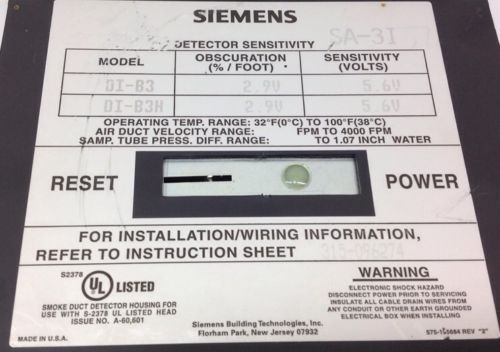 SIEMENS
DETECTOR SENSITIVITY SA-3I
MODEL OBSCURATION (% / FOOT) SENSITIVITY (VOLTS)
DI-B3 2.9V 5.6V
DI-B3H 2.9V 5.6V
OPERATING TEMP. RANGE: 32°F(0°C) TO 100°F(38°C)
AIR DUCT VELOCITY RANGE: FPM TO 4000 FPM
SAMP. TUBE PRESS. DIFF. RANGE: TO 1.07 INCH WATER
RESET POWER
FOR INSTALLATION/WIRING INFORMATION,
REFER TO INSTRUCTION SHEET 315-096274
S2378
UL LISTED
SMOKE DUCT DETECTOR HOUSING FOR
USE WITH S-2378 UL LISTED HEAD
ISSUE NO. A-60,601
MADE IN U.S.A.
Siemens Building Technologies, Inc.
Florham Park, New Jersey 07932
WARNING
ELECTRONIC SHOCK HAZARD
DISCONNECT POWER PRIOR TO SERVICING
INSULATE ALL CABLE DRAIN WIRES FROM
ANY CONDUIT OR OTHER EARTH GROUNDED
ELECTRICAL BOX WHEN INSTALLING
REV "2"